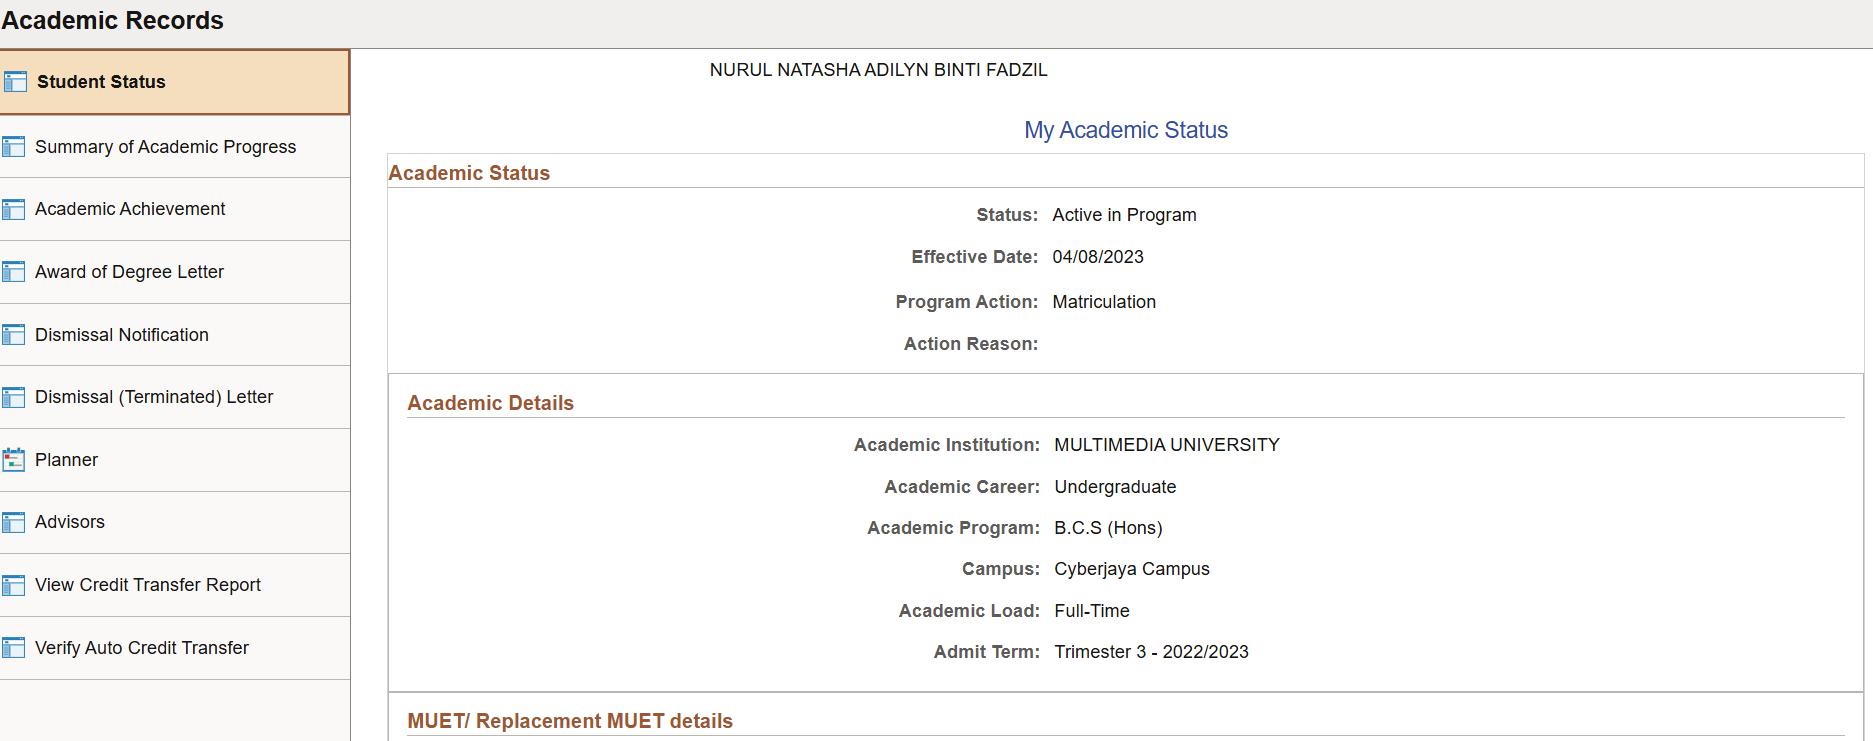 Academic Records
Student Status
Summary of Academic Progress
Academic Achievement
Award of Degree Letter
Dismissal Notification
Dismissal (Terminated) Letter
Planner
Advisors
View Credit Transfer Report
Verify Auto Credit Transfer
NURUL NATASHA ADILYN BINTI FADZIL
My Academic Status
Academic Status
Status: Active in Program
Effective Date: 04/08/2023
Program Action: Matriculation
Action Reason:
Academic Details
Academic Institution: MULTIMEDIA UNIVERSITY
Academic Career: Undergraduate
Academic Program: B.C.S (Hons)
Campus: Cyberjaya Campus
Academic Load: Full-Time
Admit Term: Trimester 3 - 2022/2023
MUET/ Replacement MUET details